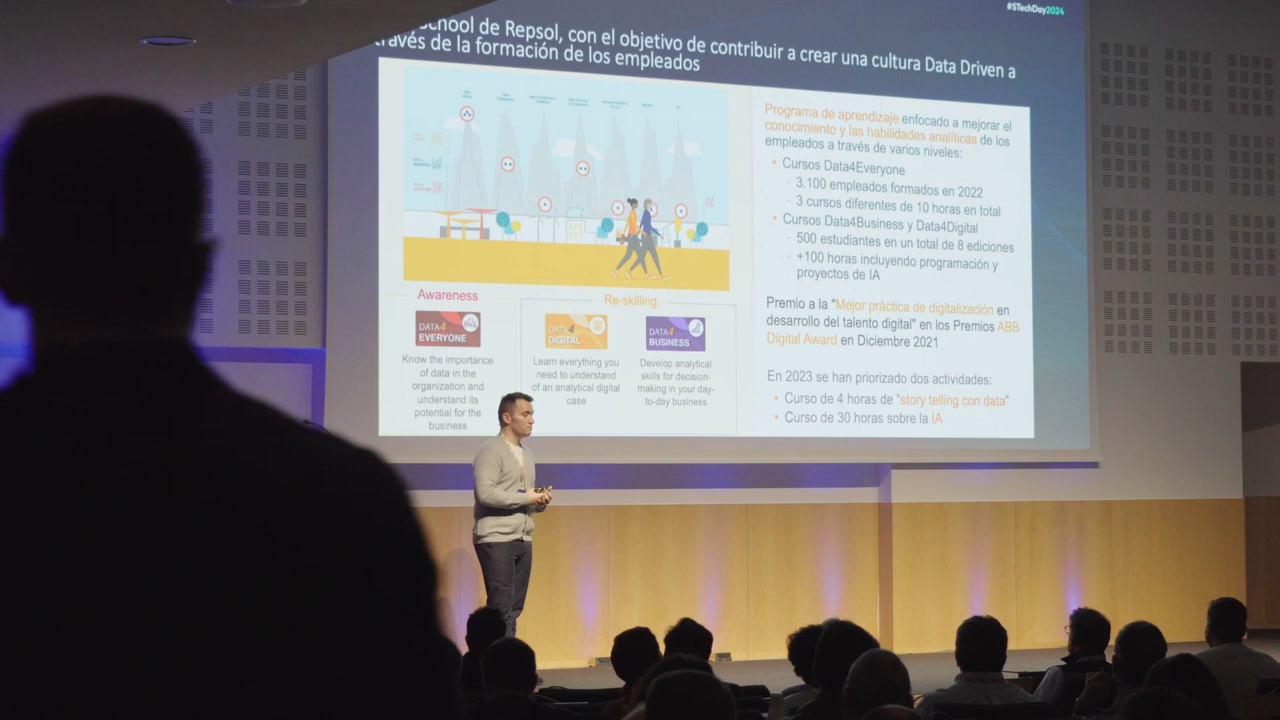 #STechDay2024
School de Repsol, con el objetivo de contribuir a crear una cultura Data Driven a
través de la formación de los empleados
Awareness
DATA4
EVERYONE
Know the importance
of data in the
organization and
understand its
potential for the
business
Re-skilling
DATA4
DIGITAL
Learn everything you
need to understand
of an analytical digital
case
DATA4
BUSINESS
Develop analytical
skills for decision-
making in your day-
to-day business
Programa de aprendizaje enfocado a mejorar el
conocimiento y las habilidades analíticas de los
empleados a través de varios niveles:
• Cursos Data4Everyone
- 3.100 empleados formados en 2022
- 3 cursos diferentes de 10 horas en total
• Cursos Data4Business y Data4Digital
- 500 estudiantes en un total de 8 ediciones
- +100 horas incluyendo programación y
proyectos de IA
Premio a la "Mejor práctica de digitalización en
desarrollo del talento digital" en los Premios ABB
Digital Award en Diciembre 2021
En 2023 se han priorizado dos actividades:
• Curso de 4 horas de "story telling con data"
• Curso de 30 horas sobre la IA